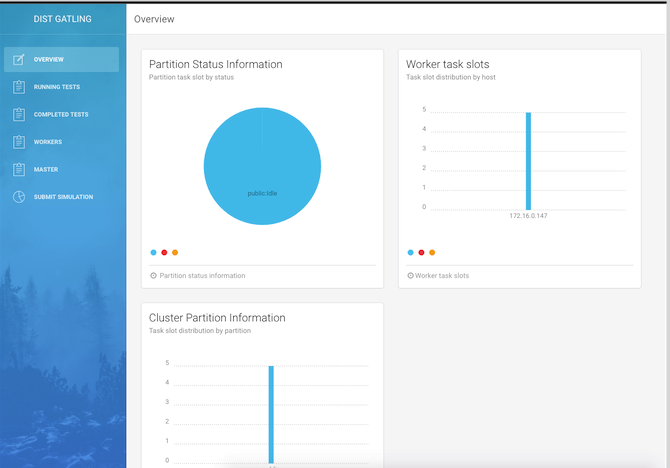 DIST GATLING
Overview
OVERVIEW
RUNNING TESTS
COMPLETED TESTS
WORKERS
MASTER
SUBMIT SIMULATION
Partition Status Information
Partition task slot by status
public:Idle
Partition status information
Worker task slots
Task slot distribution by host
5
4
3
2
1
0
172.16.0.147
Worker task slots
Cluster Partition Information
Task slot distribution by partition
5
4
3
2
1
0